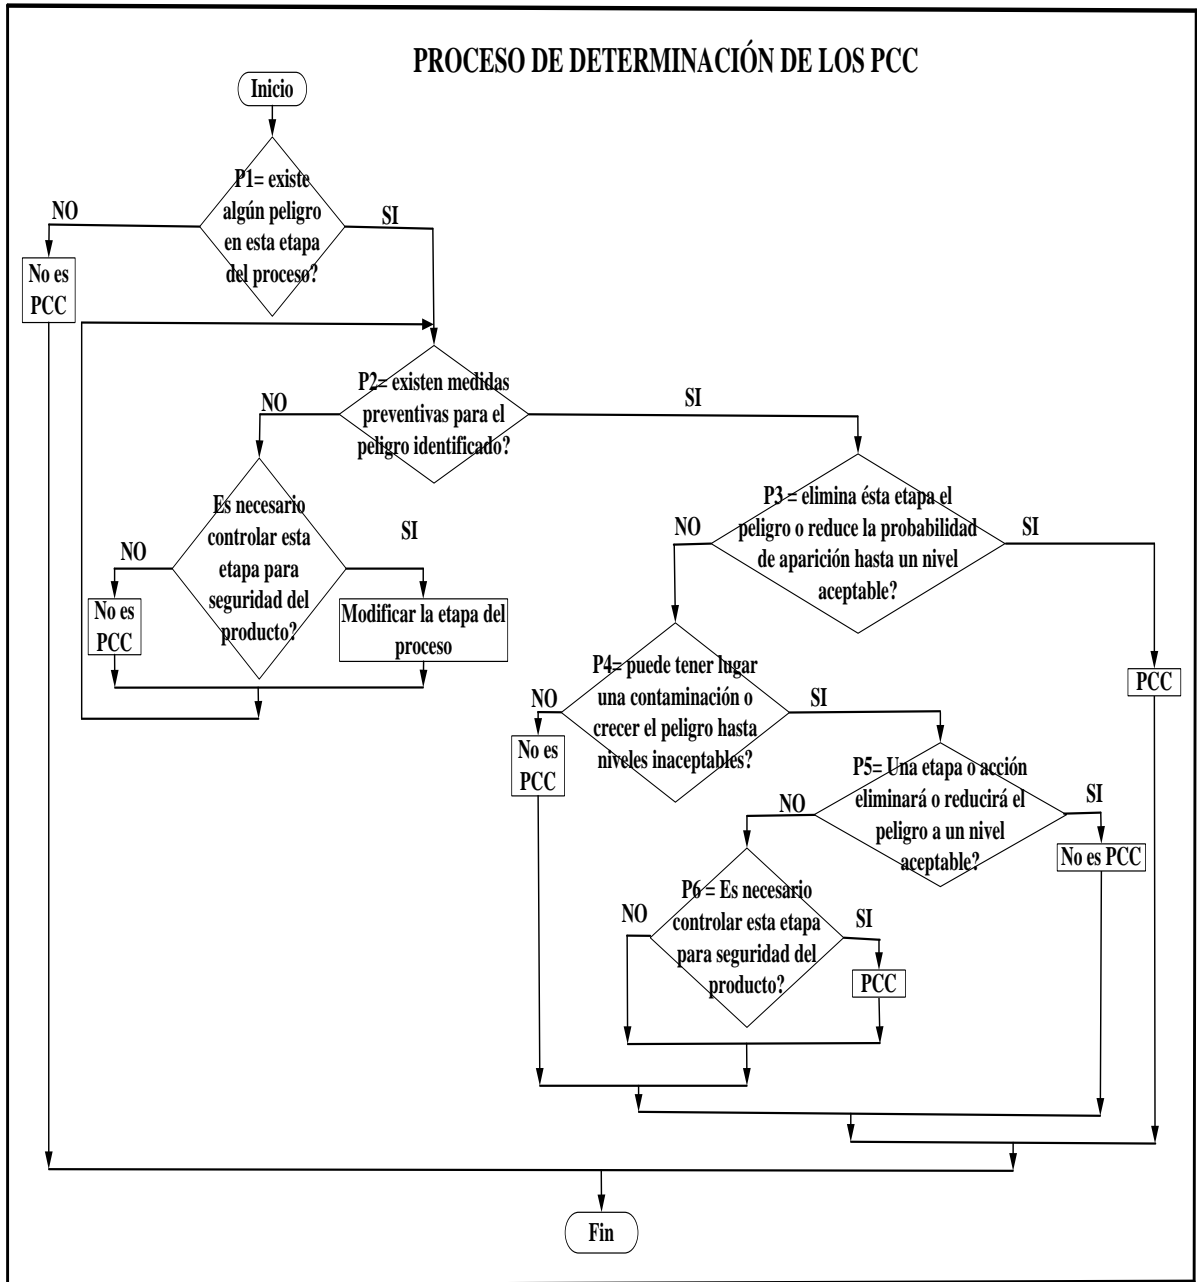 PROCESO DE DETERMINACIÓN DE LOS PCC
Inicio
P1= existe
algún peligro
en esta etapa
del proceso?
NO
SI
No es
PCC
P2= existen medidas
preventivas para el
peligro identificado?
NO
SI
Es necesario
controlar esta
etapa para
seguridad del
producto?
NO
SI
No es
PCC
Modificar la etapa del
proceso
P3 = elimina ésta etapa el
peligro o reduce la probabilidad
de aparición hasta un nivel
aceptable?
NO
SI
PCC
P4= puede tener lugar
una contaminación o
crecer el peligro hasta
niveles inaceptables?
NO
SI
No es
PCC
P5= Una etapa o acción
eliminará o reducirá el
peligro a un nivel
aceptable?
NO
SI
No es PCC
P6 = Es necesario
controlar esta etapa
para seguridad del
producto?
NO
SI
PCC
Fin